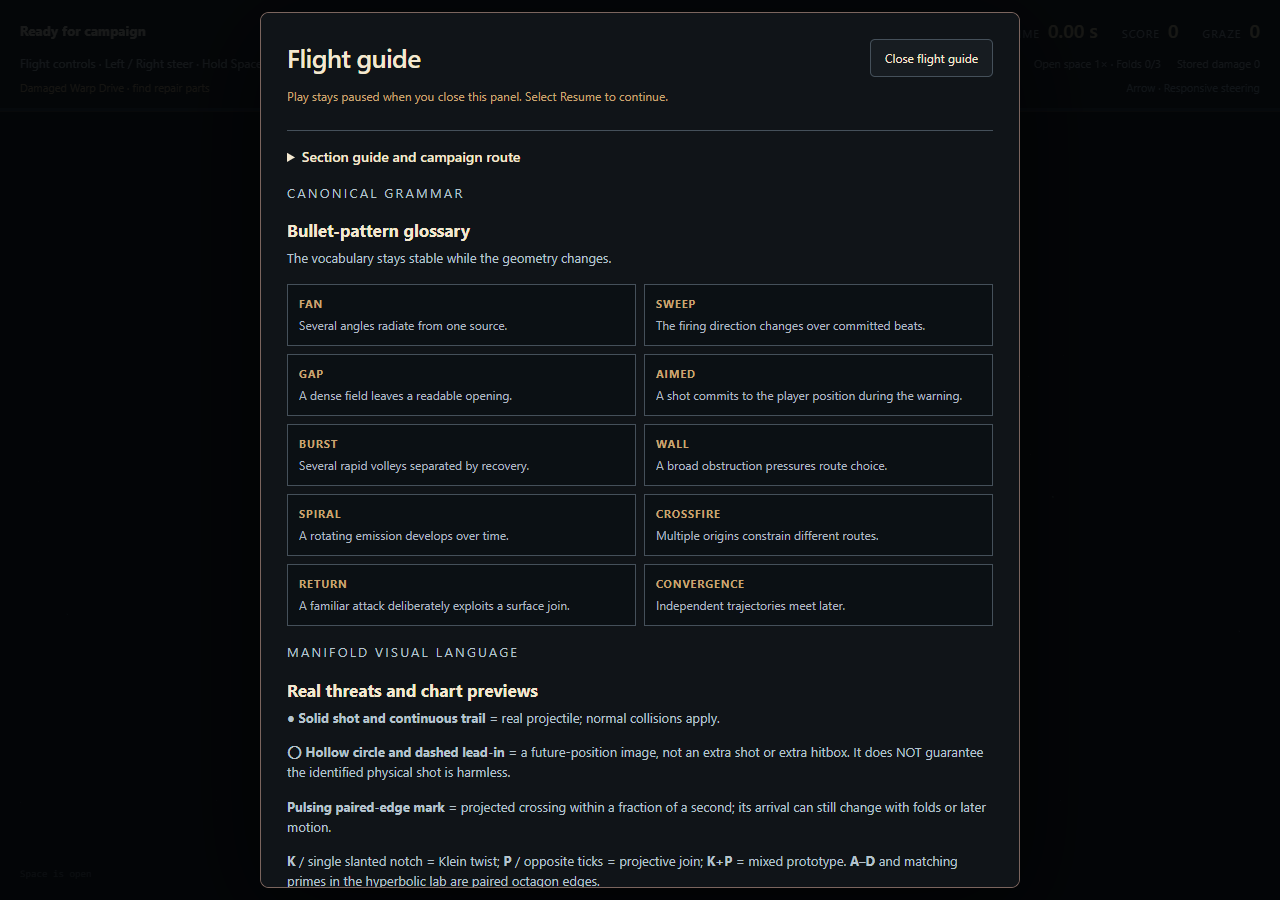 Ready for campaign
ME 0.00 s SCORE 0 GRAZE 0
Flight controls · Left / Right steer · Hold Space
Open space 1× · Folds 0/3 Stored damage 0
Damaged Warp Drive · find repair parts
Arrow · Responsive steering
Flight guide
Close flight guide
Play stays paused when you close this panel. Select Resume to continue.
▶ Section guide and campaign route
CANONICAL GRAMMAR
Bullet-pattern glossary
The vocabulary stays stable while the geometry changes.
FAN
Several angles radiate from one source.
SWEEP
The firing direction changes over committed beats.
GAP
A dense field leaves a readable opening.
AIMED
A shot commits to the player position during the warning.
BURST
Several rapid volleys separated by recovery.
WALL
A broad obstruction pressures route choice.
SPIRAL
A rotating emission develops over time.
CROSSFIRE
Multiple origins constrain different routes.
RETURN
A familiar attack deliberately exploits a surface join.
CONVERGENCE
Independent trajectories meet later.
MANIFOLD VISUAL LANGUAGE
Real threats and chart previews
● Solid shot and continuous trail = real projectile; normal collisions apply.
◯ Hollow circle and dashed lead-in = a future-position image, not an extra shot or extra hitbox. It does NOT guarantee
the identified physical shot is harmless.
Pulsing paired-edge mark = projected crossing within a fraction of a second; its arrival can still change with folds or later
motion.
K / single slanted notch = Klein twist; P / opposite ticks = projective join; K+P = mixed prototype. A–D and matching
primes in the hyperbolic lab are paired octagon edges.